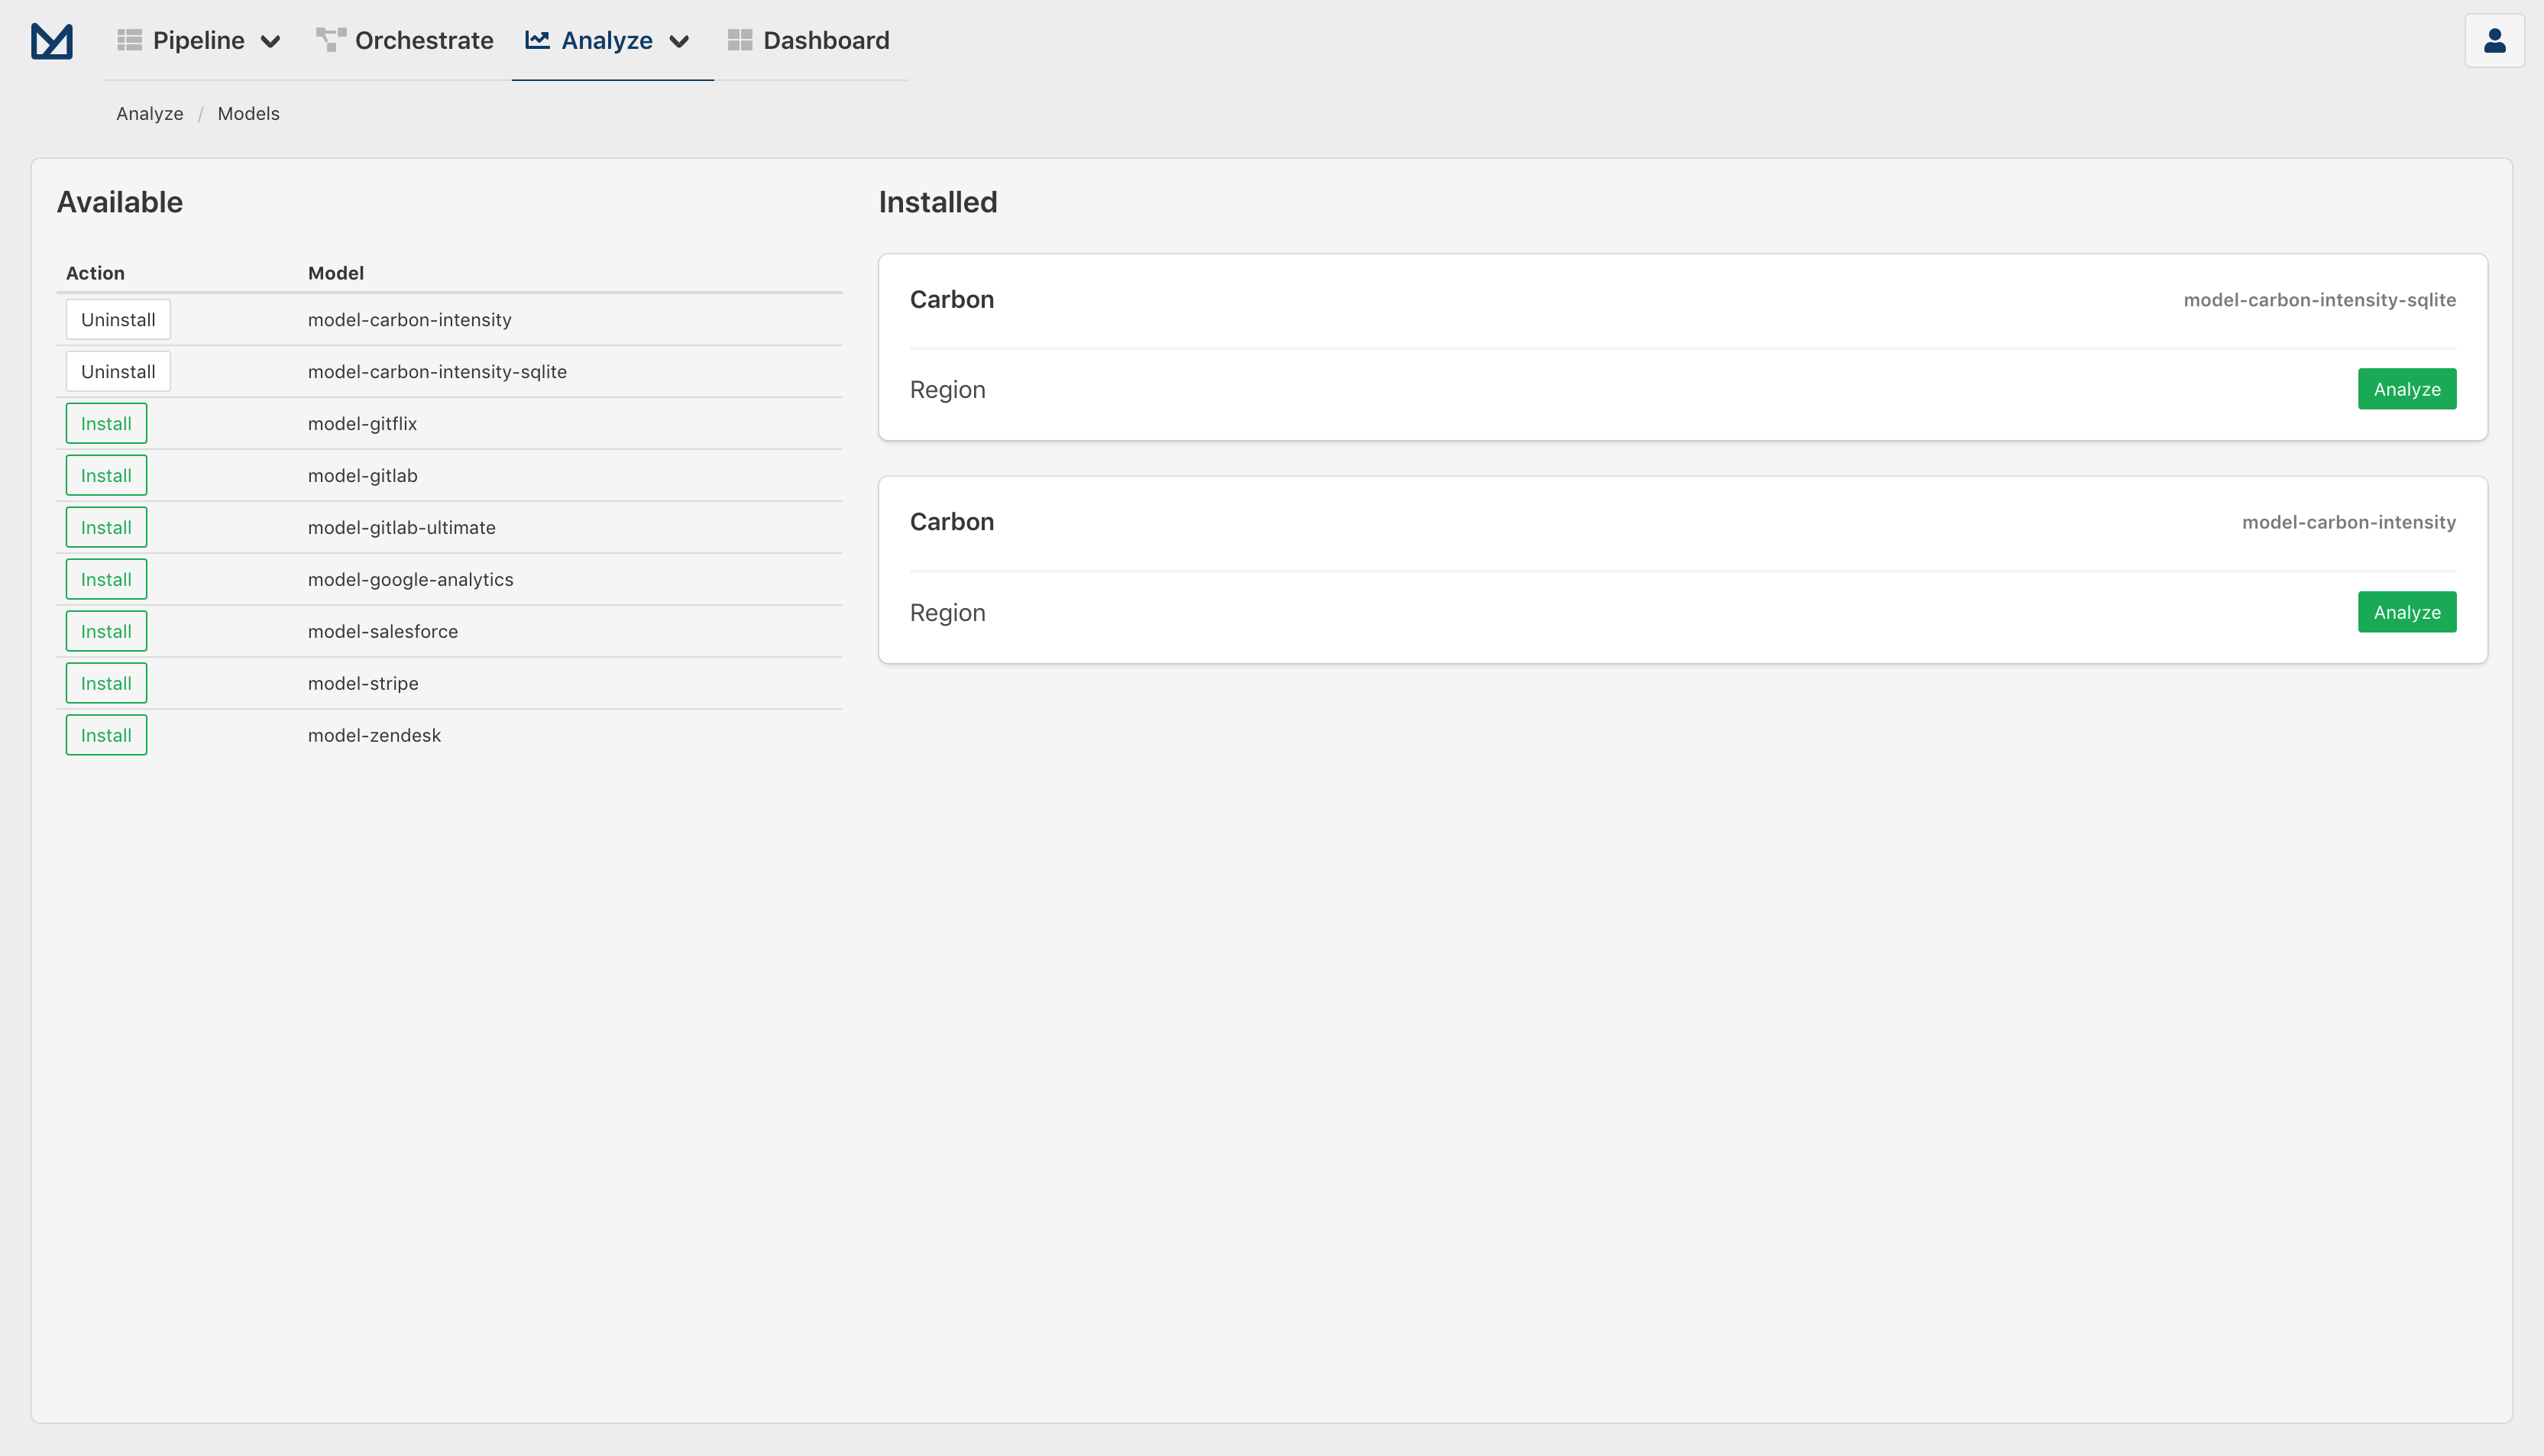 Pipeline Orchestrate Analyze Dashboard
Analyze / Models
Available
Action Model
Uninstall model-carbon-intensity
Uninstall model-carbon-intensity-sqlite
Install model-gitflix
Install model-gitlab
Install model-gitlab-ultimate
Install model-google-analytics
Install model-salesforce
Install model-stripe
Install model-zendesk
Installed
Carbon model-carbon-intensity-sqlite
Region Analyze
Carbon model-carbon-intensity
Region Analyze